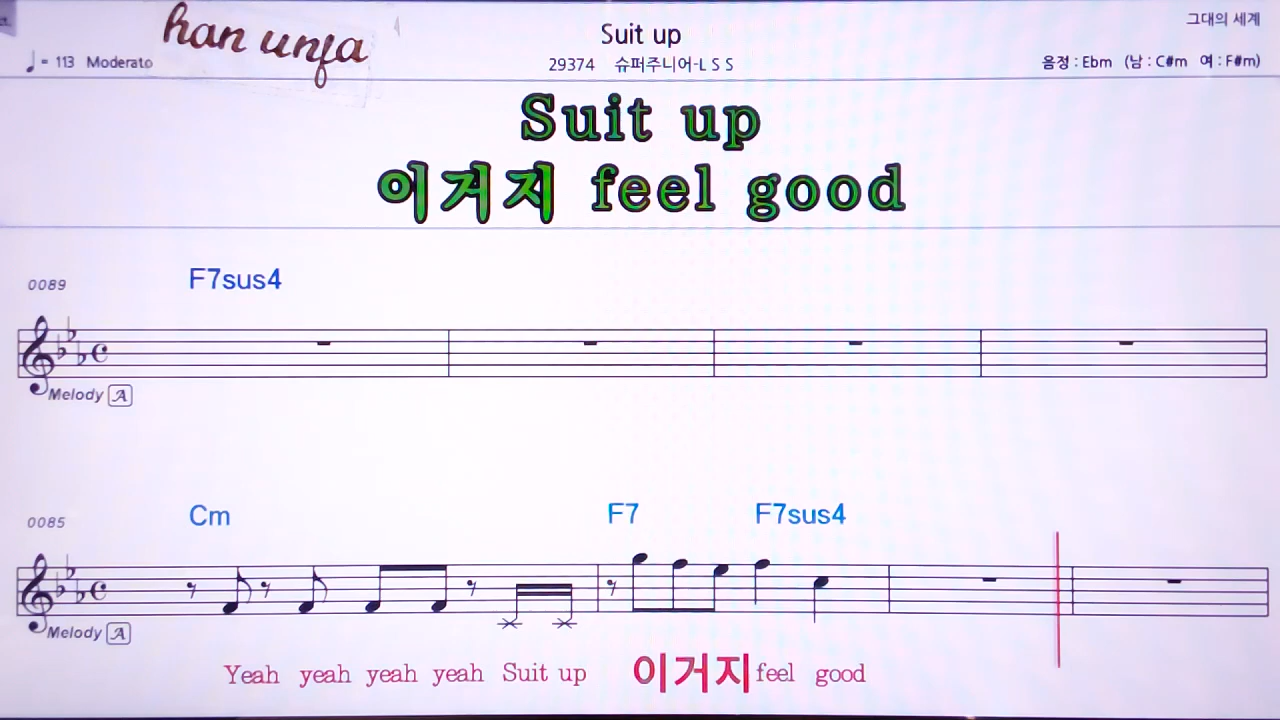 han unfa
Suit up
그대의 세계
♩= 113 Moderato
29374 슈퍼주니어-L S S
음정 : Ebm (남 : C#m 여 : F#m)
Suit up
이거지 feel good
0089
F7sus4
Melody A
0085
Cm F7 F7sus4
Melody A
Yeah yeah yeah yeah Suit up 이거지 feel good